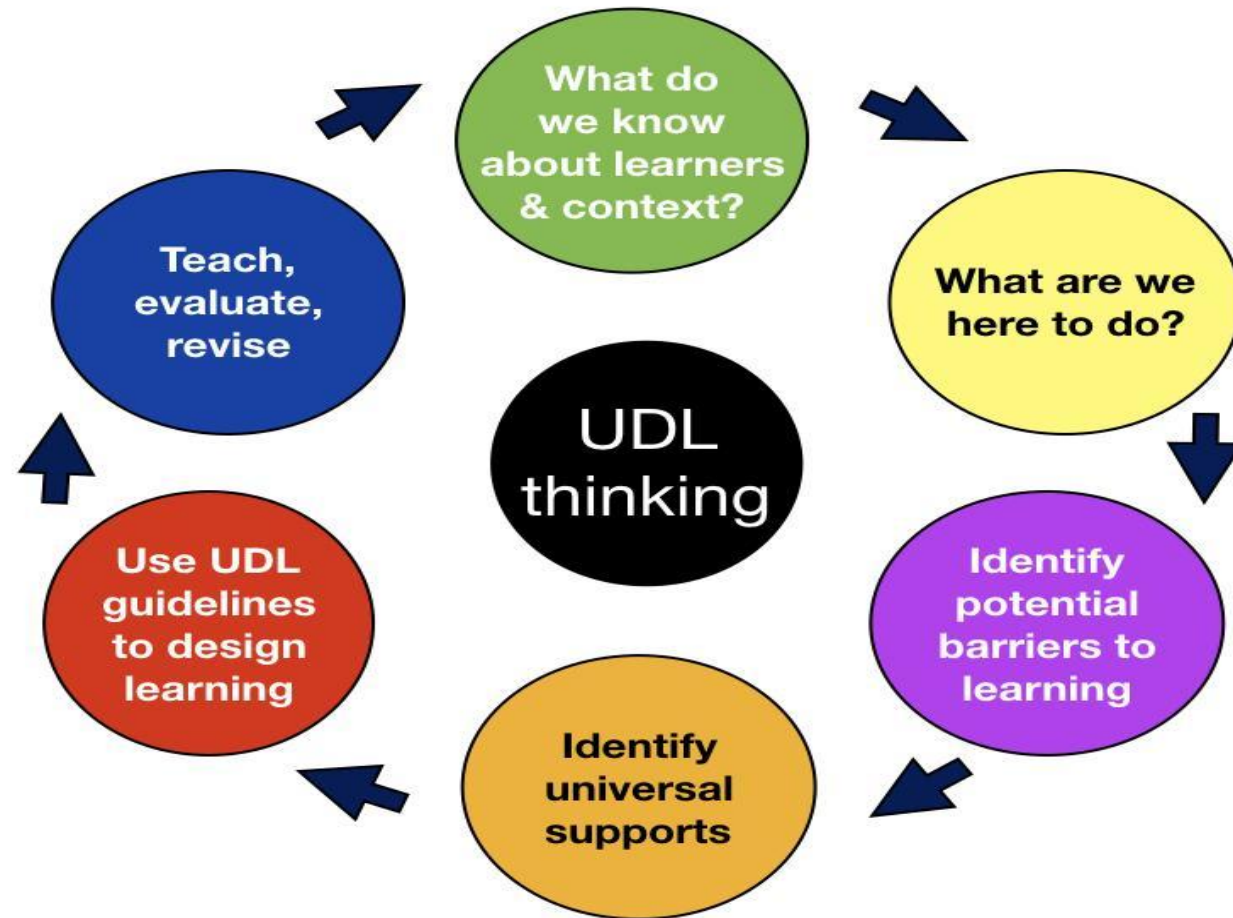 What do
we know
about learners
& context?
What are we
here to do?
Identify
potential
barriers to
learning
Identify
universal
supports
Use UDL
guidelines
to design
learning
Teach,
evaluate,
revise
UDL
thinking